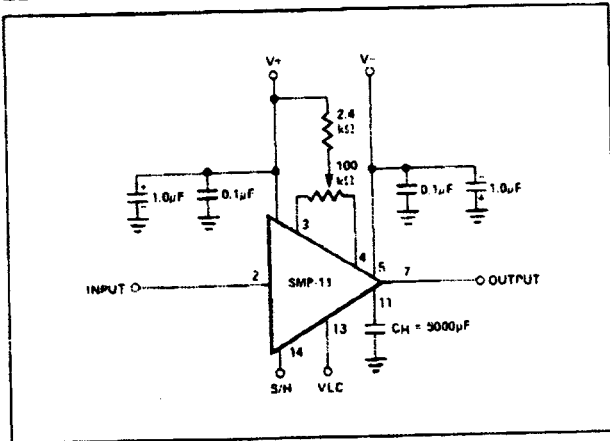 V+
V-
2.4
kΩ
100
kΩ
+
-
1.0µF
0.1µF
0.1µF
-
+
1.0µF
3
4
INPUT
2
SMP-11
5
7
OUTPUT
11
CH = 5000µF
13
14
S/H
VLC